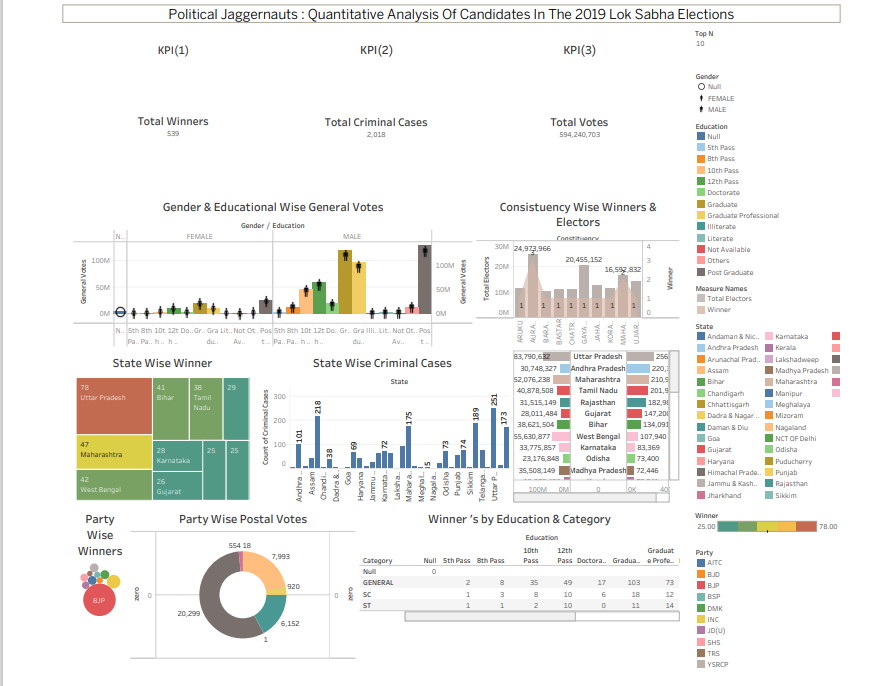 Political Jaggernauts : Quantitative Analysis Of Candidates In The 2019 Lok Sabha Elections
KPI(1)
KPI(2)
KPI(3)
Total Winners
539
Total Criminal Cases
2,018
Total Votes
594,240,703
Top N
10
Gender
Null
FEMALE
MALE
Education
Null
5th Pass
8th Pass
10th Pass
12th Pass
Doctorate
Graduate
Graduate Professional
Illiterate
Literate
Not Available
Others
Post Graduate
Measure Names
Total Electors
Winner
State
Andaman & Nic..
Andhra Pradesh
Arunachal Prad..
Assam
Bihar
Chandigarh
Chhattisgarh
Dadra & Nagar ..
Daman & Diu
Goa
Gujarat
Haryana
Himachal Prade..
Jammu & Kash..
Jharkhand
Karnataka
Kerala
Lakshadweep
Madhya Pradesh
Maharashtra
Manipur
Meghalaya
Mizoram
Nagaland
NCT OF Delhi
Odisha
Puducherry
Punjab
Rajasthan
Sikkim
Winner
25.00
78.00
Party
AITC
BJD
BJP
BSP
DMK
INC
JD(U)
SHS
TRS
YSRCP
Gender & Educational Wise General Votes
Gender / Education
N..
FEMALE
MALE
General Votes
100M
50M
0M
100M
50M
0M
General Votes
N.. 5th 8th 10t 12t Do.. Gr.. Gra Lit.. Not Ot.. Pos 5th 8th 10t 12t Do.. Gr.. Gra Illi.. Lit.. Not Ot.. Pos
Pa.. Pa.. h .. h .. du.. Av.. t .. Pa.. Pa.. h .. h .. du.. Av.. t ..
Consistuency Wise Winners &
Electors
Constituency
Total Electors
30M
20M
10M
0M
24,973,966
20,455,152
16,592,832
1 1 1 1 1 1 1 1
4
3
2
1
0
Winner
ARUKU
AURA..
BARA..
BASTAR
CHATR..
GAYA ..
JAHA..
KORA..
MAHA..
UJJAR..
83,790,632 Uttar Pradesh 256
30,748,327 Andhra Pradesh 220,
52,076,238 Maharashtra 210,9
40,878,508 Tamil Nadu 201,9
31,515,149 Rajasthan 182,98
28,011,484 Gujarat 147,20
38,621,504 Bihar 134,091
55,630,877 West Bengal 107,940
33,775,857 Karnataka 83,369
23,176,848 Odisha 73,400
35,508,149 Madhya Pradesh 72,446
100M 0M 0 0K 40
State Wise Winner
78
Uttar Pradesh
47
Maharashtra
42
West Bengal
41
Bihar
38
Tamil
Nadu
29
28
Karnataka
26
Gujarat
25
25
State Wise Criminal Cases
State
Count of Criminal Cases
300
200
100
0
101
218
38
69
72
175
5
73
74
189
251
173
Andhra ..
Assam
Chandi..
Dadra &..
Goa
Haryana
Jammu ..
Karnata..
Laksha..
Mahara..
Meghal..
Nagala..
Odisha
Punjab
Sikkim
Telanga..
Uttar P..
Party
Wise
Winners
BJP
Party Wise Postal Votes
zero
0
554 18
7,993
920
6,152
1
20,299
0
zero
Winner 's by Education & Category
Education
Category Null 5th Pass 8th Pass 10th Pass 12th Pass Doctora.. Gradua.. Graduat e Profe..
Null 0
GENERAL 2 8 35 49 17 103 73
SC 1 3 8 10 6 18 12
ST 1 1 2 10 0 11 14